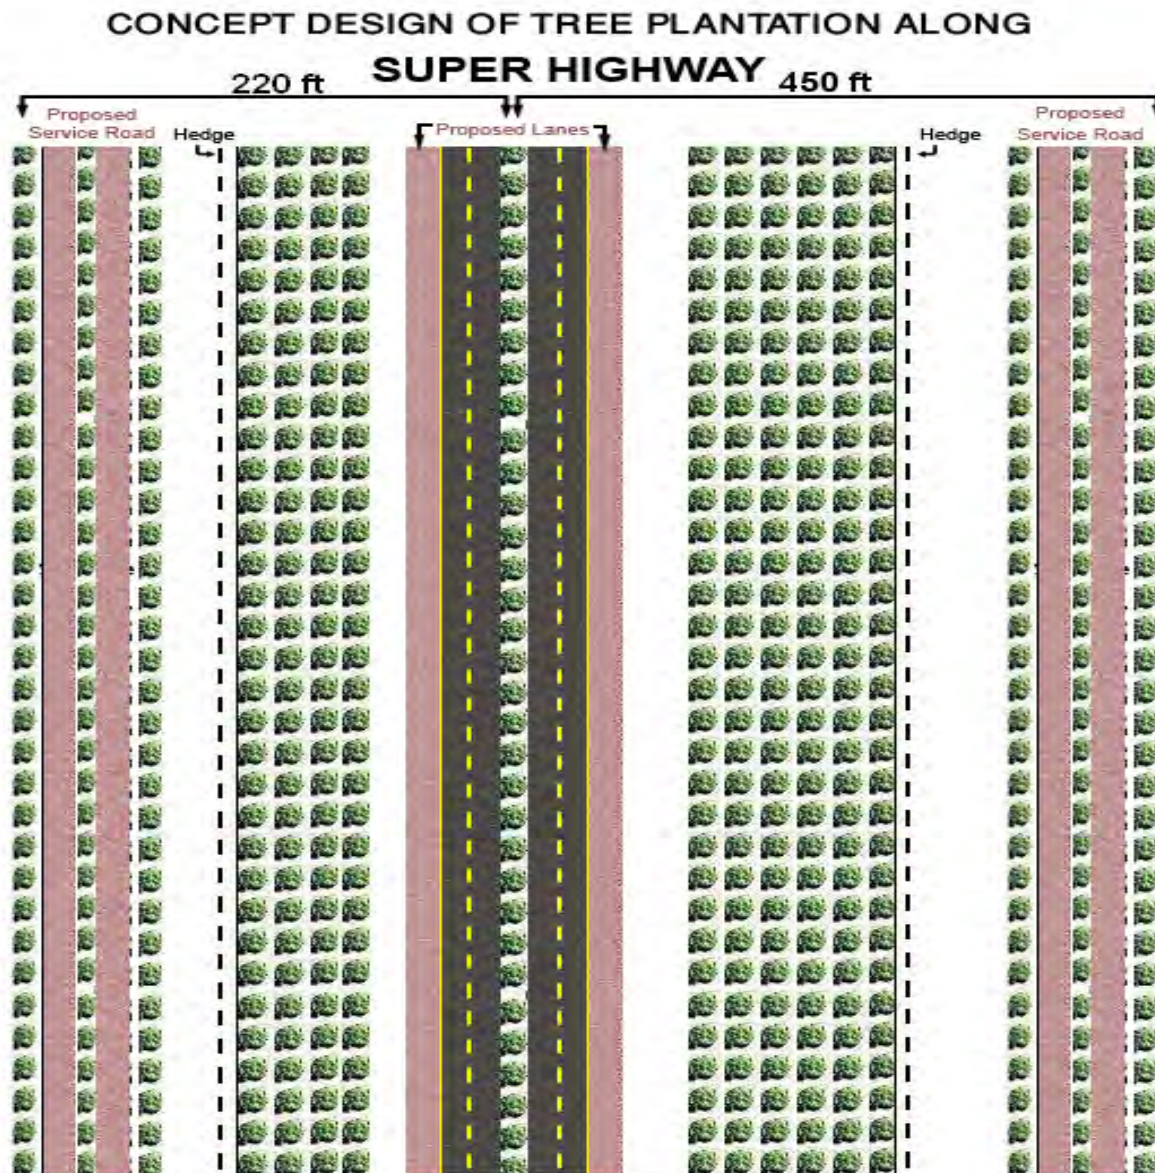 CONCEPT DESIGN OF TREE PLANTATION ALONG
SUPER HIGHWAY
220 ft
450 ft
Proposed
Service Road
Hedge
Proposed Lanes
Hedge
Proposed
Service Road